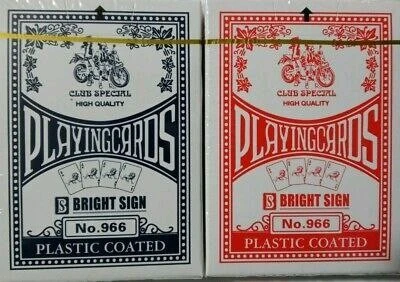 CLUB SPECIAL
HIGH QUALITY
PLAYINGCARDS
S BRIGHT SIGN
No.966
PLASTIC COATED
CLUB SPECIAL
HIGH QUALITY
PLAYINGCARDS
S BRIGHT SIGN
No.966
PLASTIC COATED